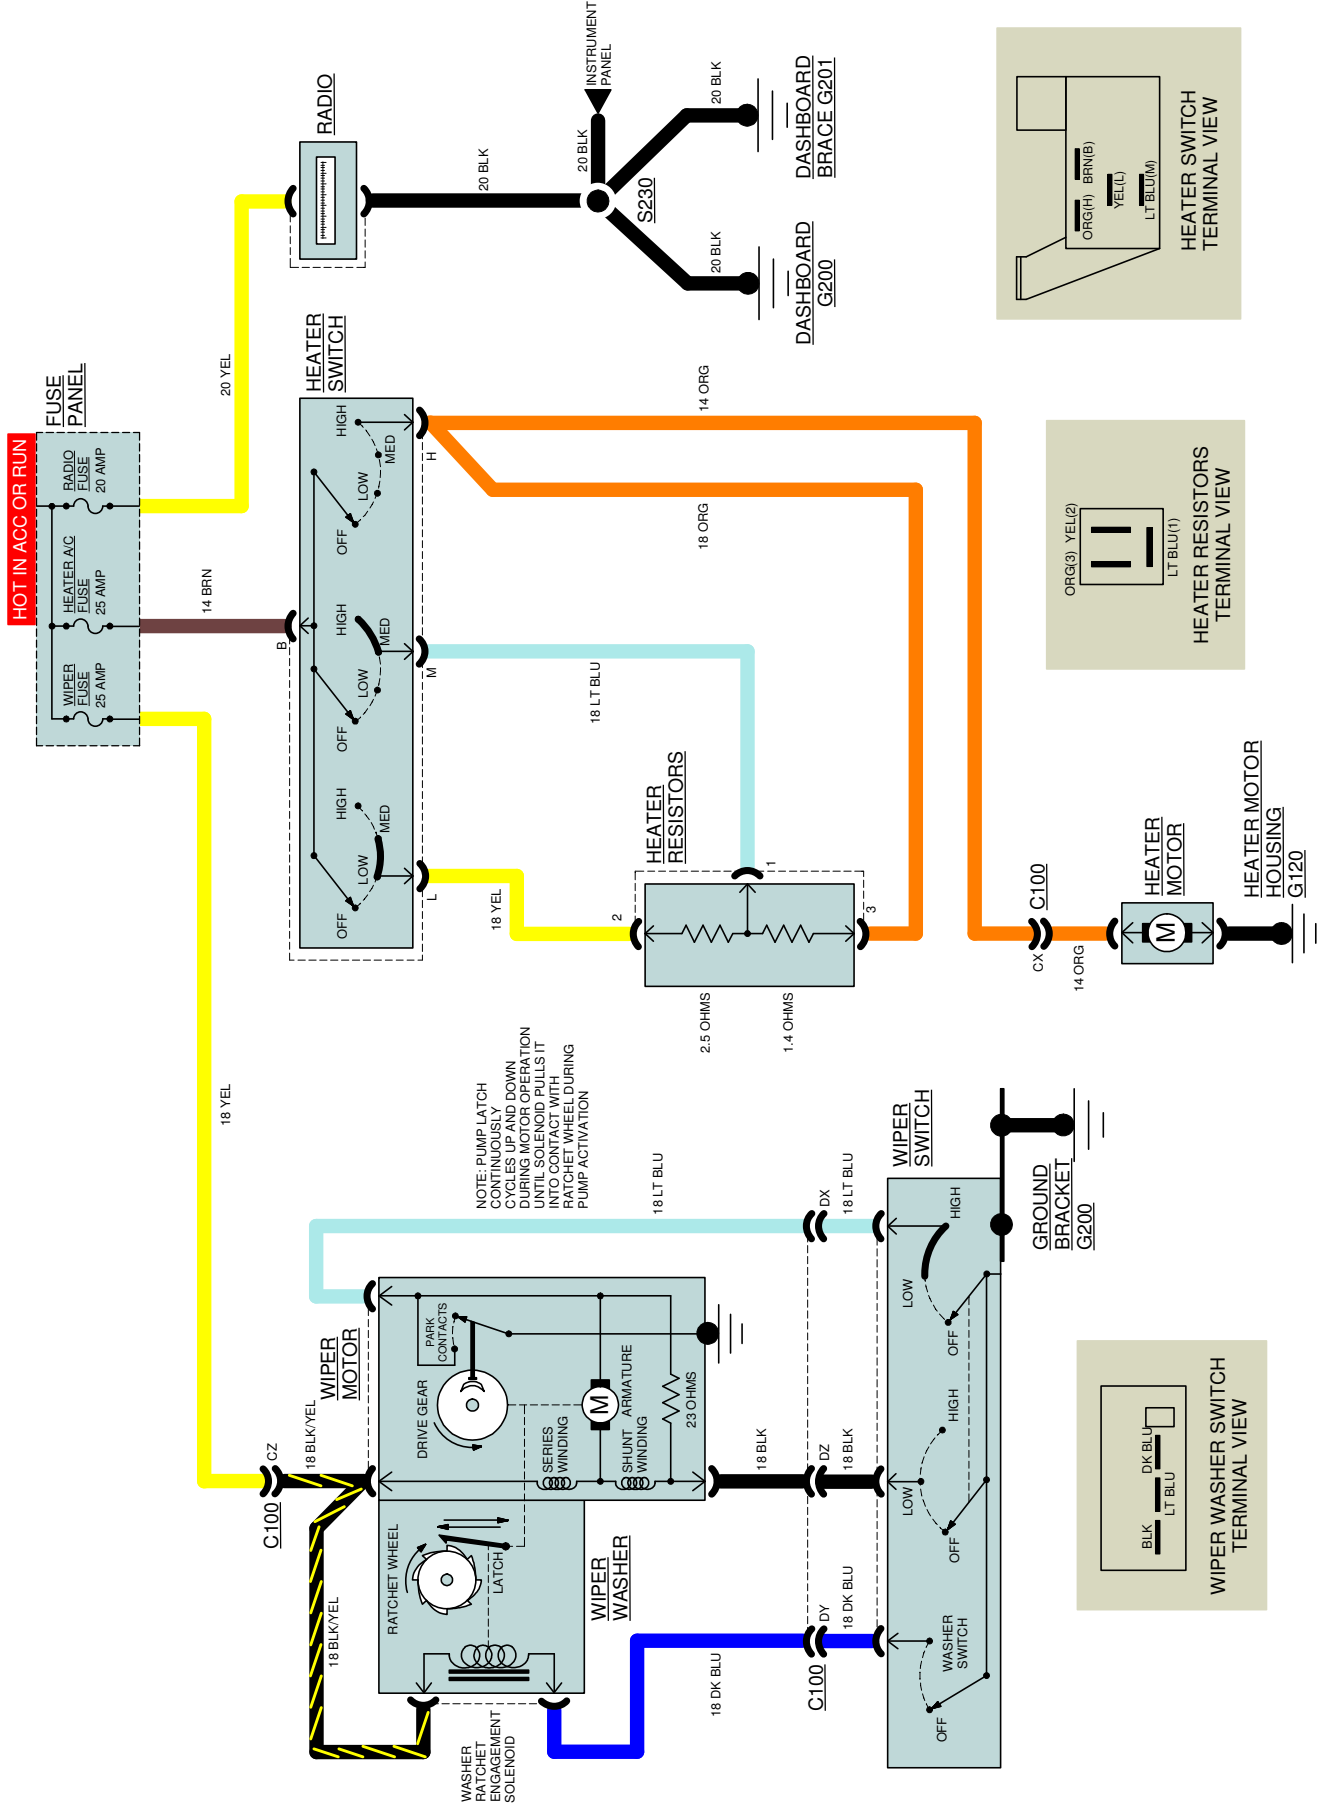 HOT IN ACC OR RUN
FUSE
PANEL
WIPER
FUSE
25 AMP
HEATER A/C
FUSE
25 AMP
RADIO
FUSE
20 AMP
18 YEL
14 BRN
20 YEL
RADIO
20 BLK
20 BLK
INSTRUMENT
PANEL
S230
20 BLK
20 BLK
DASHBOARD
G200
DASHBOARD
BRACE G201
HEATER
SWITCH
B
OFF
LOW
MED
HIGH
OFF
LOW
MED
HIGH
OFF
LOW
MED
HIGH
L
M
H
18 YEL
18 LT BLU
18 ORG
14 ORG
HEATER
RESISTORS
2
1
3
2.5 OHMS
1.4 OHMS
CX
C100
14 ORG
HEATER
MOTOR
M
HEATER MOTOR
HOUSING
G120
C100
CZ
18 BLK/YEL
18 BLK/YEL
WIPER
MOTOR
PARK
CONTACTS
DRIVE GEAR
SERIES
WINDING
M
ARMATURE
SHUNT
WINDING
23 OHMS
RATCHET WHEEL
LATCH
WIPER
WASHER
WASHER
RATCHET
ENGAGEMENT
SOLENOID
NOTE: PUMP LATCH
CONTINUOUSLY
CYCLES UP AND DOWN
DURING MOTOR OPERATION
UNTIL SOLENOID PULLS IT
INTO CONTACT WITH
RATCHET WHEEL DURING
PUMP ACTIVATION
18 DK BLU
18 BLK
18 LT BLU
C100
DY
DZ
DX
18 DK BLU
18 BLK
18 LT BLU
WIPER
SWITCH
OFF
WASHER
SWITCH
OFF
LOW
HIGH
OFF
LOW
HIGH
GROUND
BRACKET
G200
BLK
LT BLU
DK BLU
WIPER WASHER SWITCH
TERMINAL VIEW
ORG(3) YEL(2)
LT BLU(1)
HEATER RESISTORS
TERMINAL VIEW
ORG(H) BRN(B)
YEL(L)
LT BLU(M)
HEATER SWITCH
TERMINAL VIEW
20 BLK